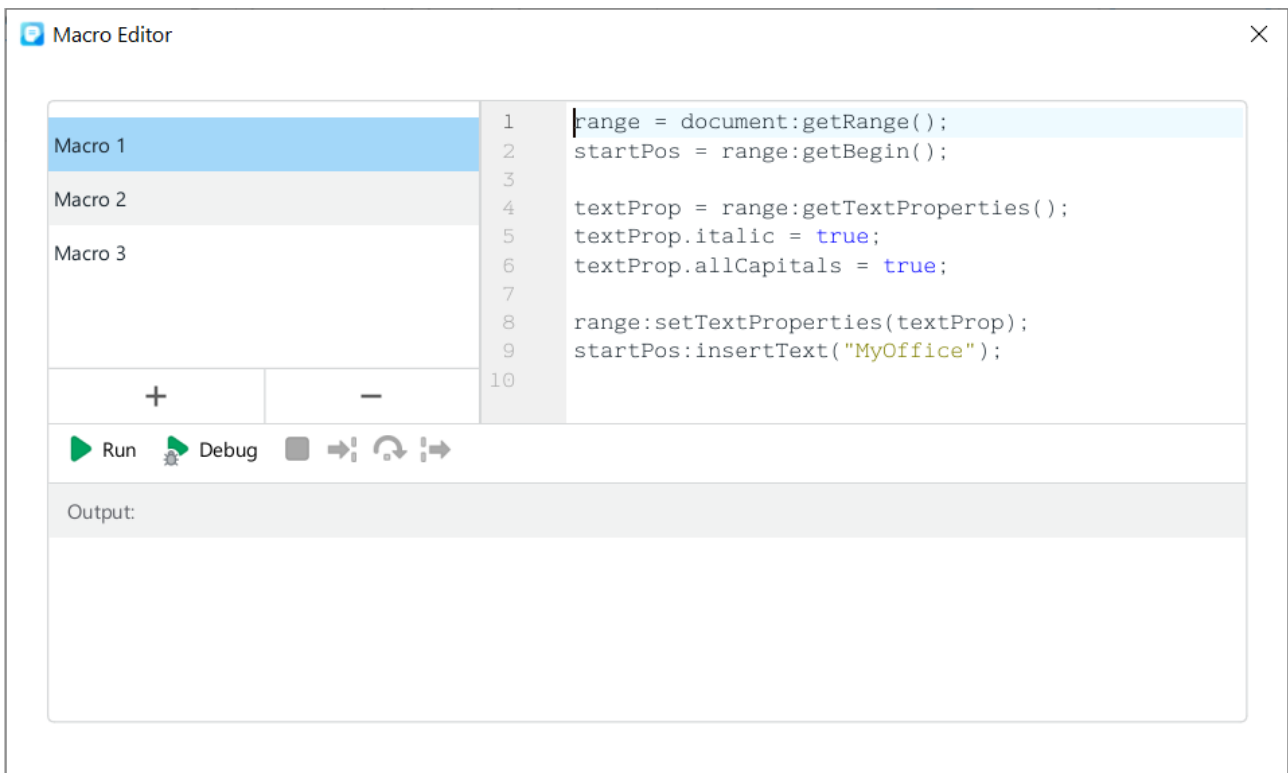 Macro Editor
Macro 1
Macro 2
Macro 3
+ −
1 range = document:getRange();
2 startPos = range:getBegin();
3
4 textProp = range:getTextProperties();
5 textProp.italic = true;
6 textProp.allCapitals = true;
7
8 range:setTextProperties(textProp);
9 startPos:insertText("MyOffice");
10
Run Debug
Output: